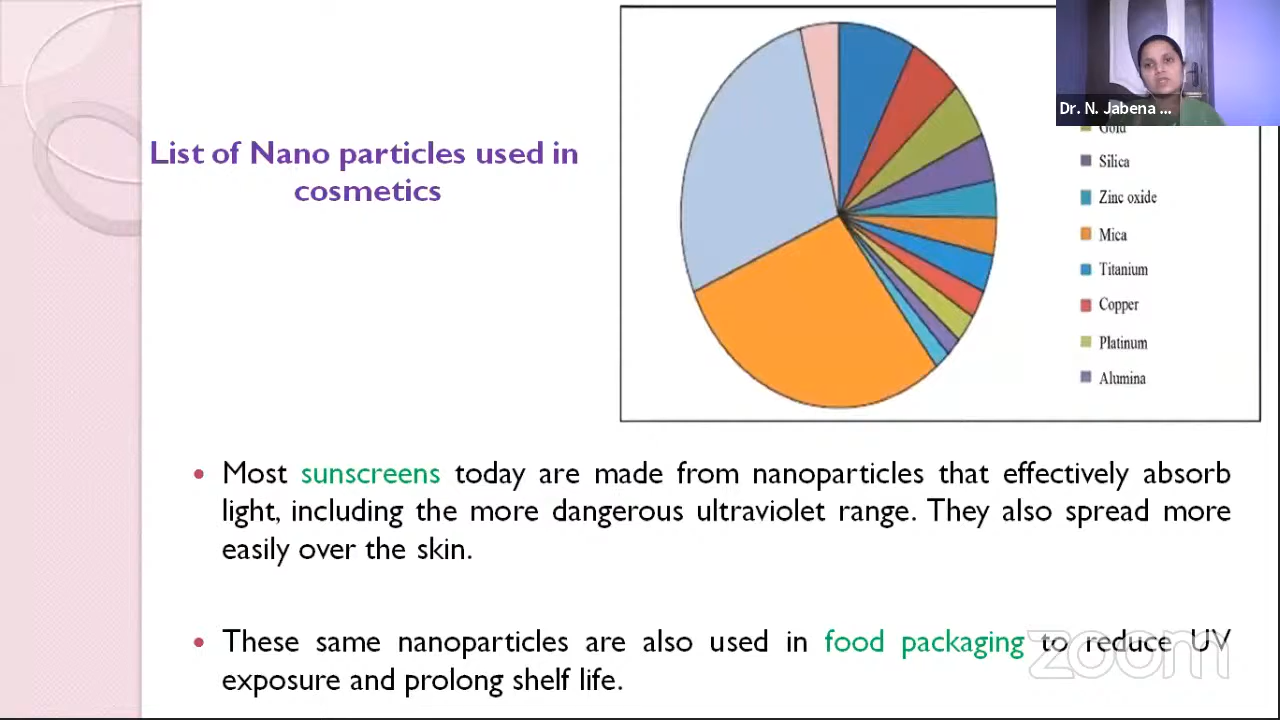 List of Nano particles used in
cosmetics
Dr. N. Jabena ...
Gold
Silica
Zinc oxide
Mica
Titanium
Copper
Platinum
Alumina
• Most sunscreens today are made from nanoparticles that effectively absorb
light, including the more dangerous ultraviolet range. They also spread more
easily over the skin.
• These same nanoparticles are also used in food packaging to reduce UV
exposure and prolong shelf life.
zoom